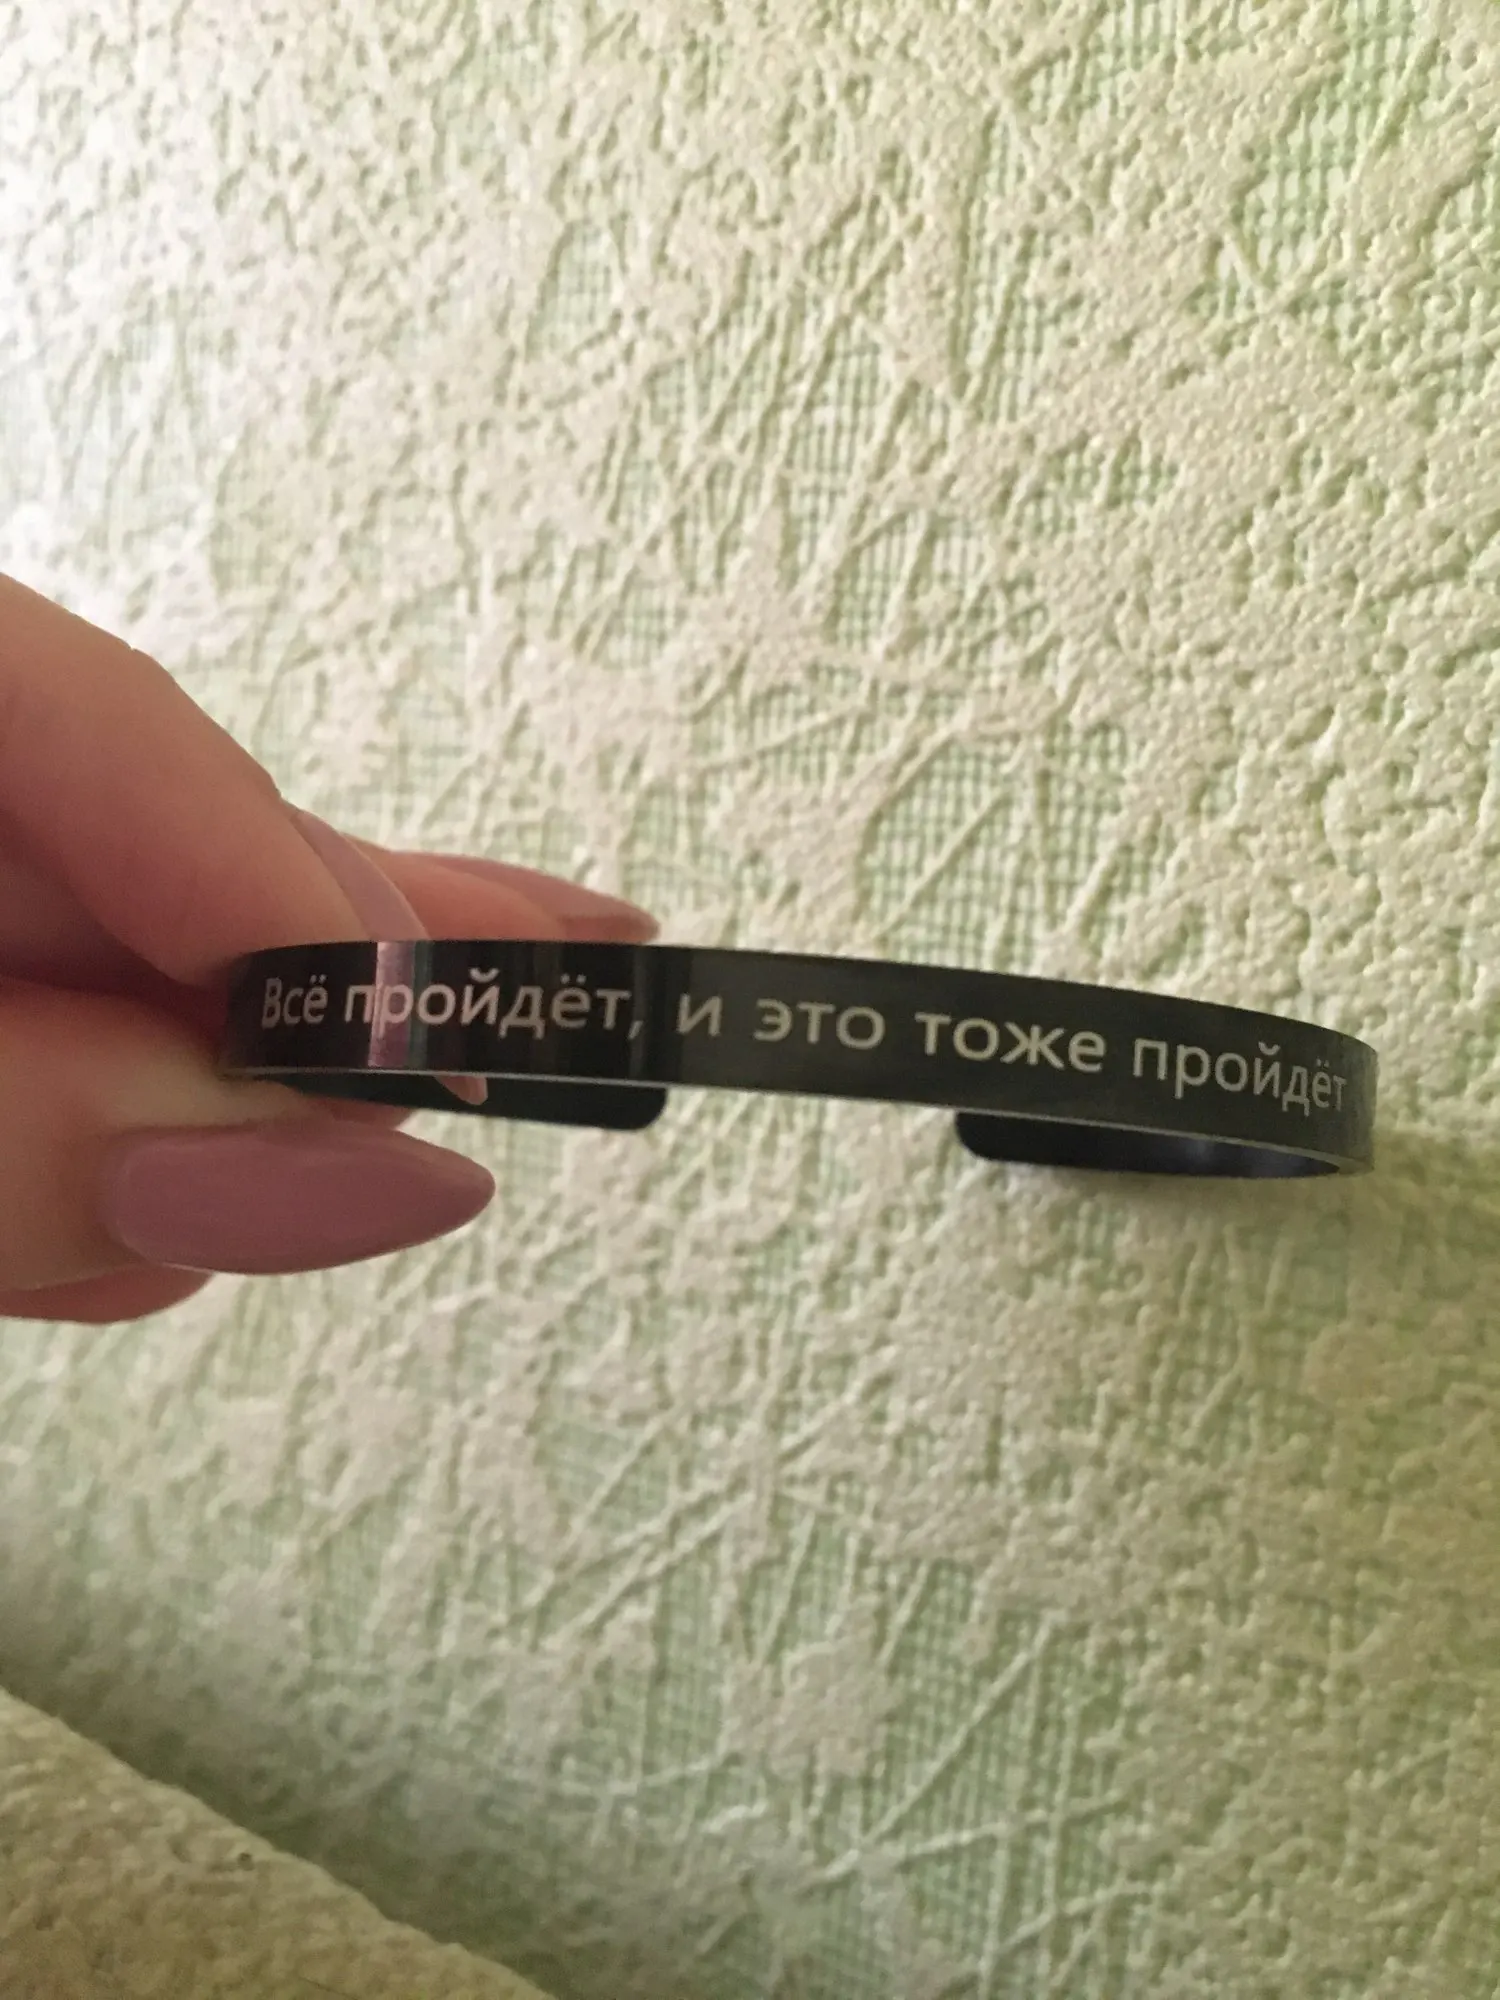 Всё пройдёт, и это тоже пройдёт